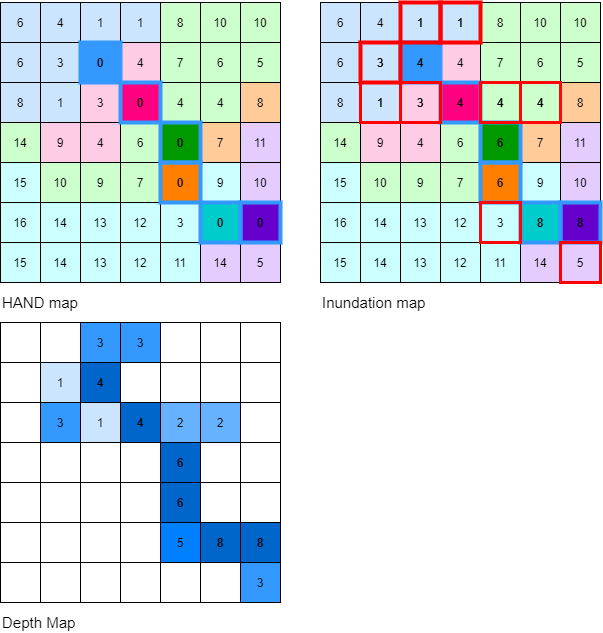 6 4 1 1 8 10 10
6 3 0 4 7 6 5
8 1 3 0 4 4 8
14 9 4 6 0 7 11
15 10 9 7 0 9 10
16 14 13 12 3 0 0
15 14 13 12 11 14 5
HAND map
6 4 1 1 8 10 10
6 3 4 4 7 6 5
8 1 3 4 4 4 8
14 9 4 6 6 7 11
15 10 9 7 6 9 10
16 14 13 12 3 8 8
15 14 13 12 11 14 5
Inundation map
3 3
1 4
3 1 4 2 2
6
6
5 8 8
3
Depth Map